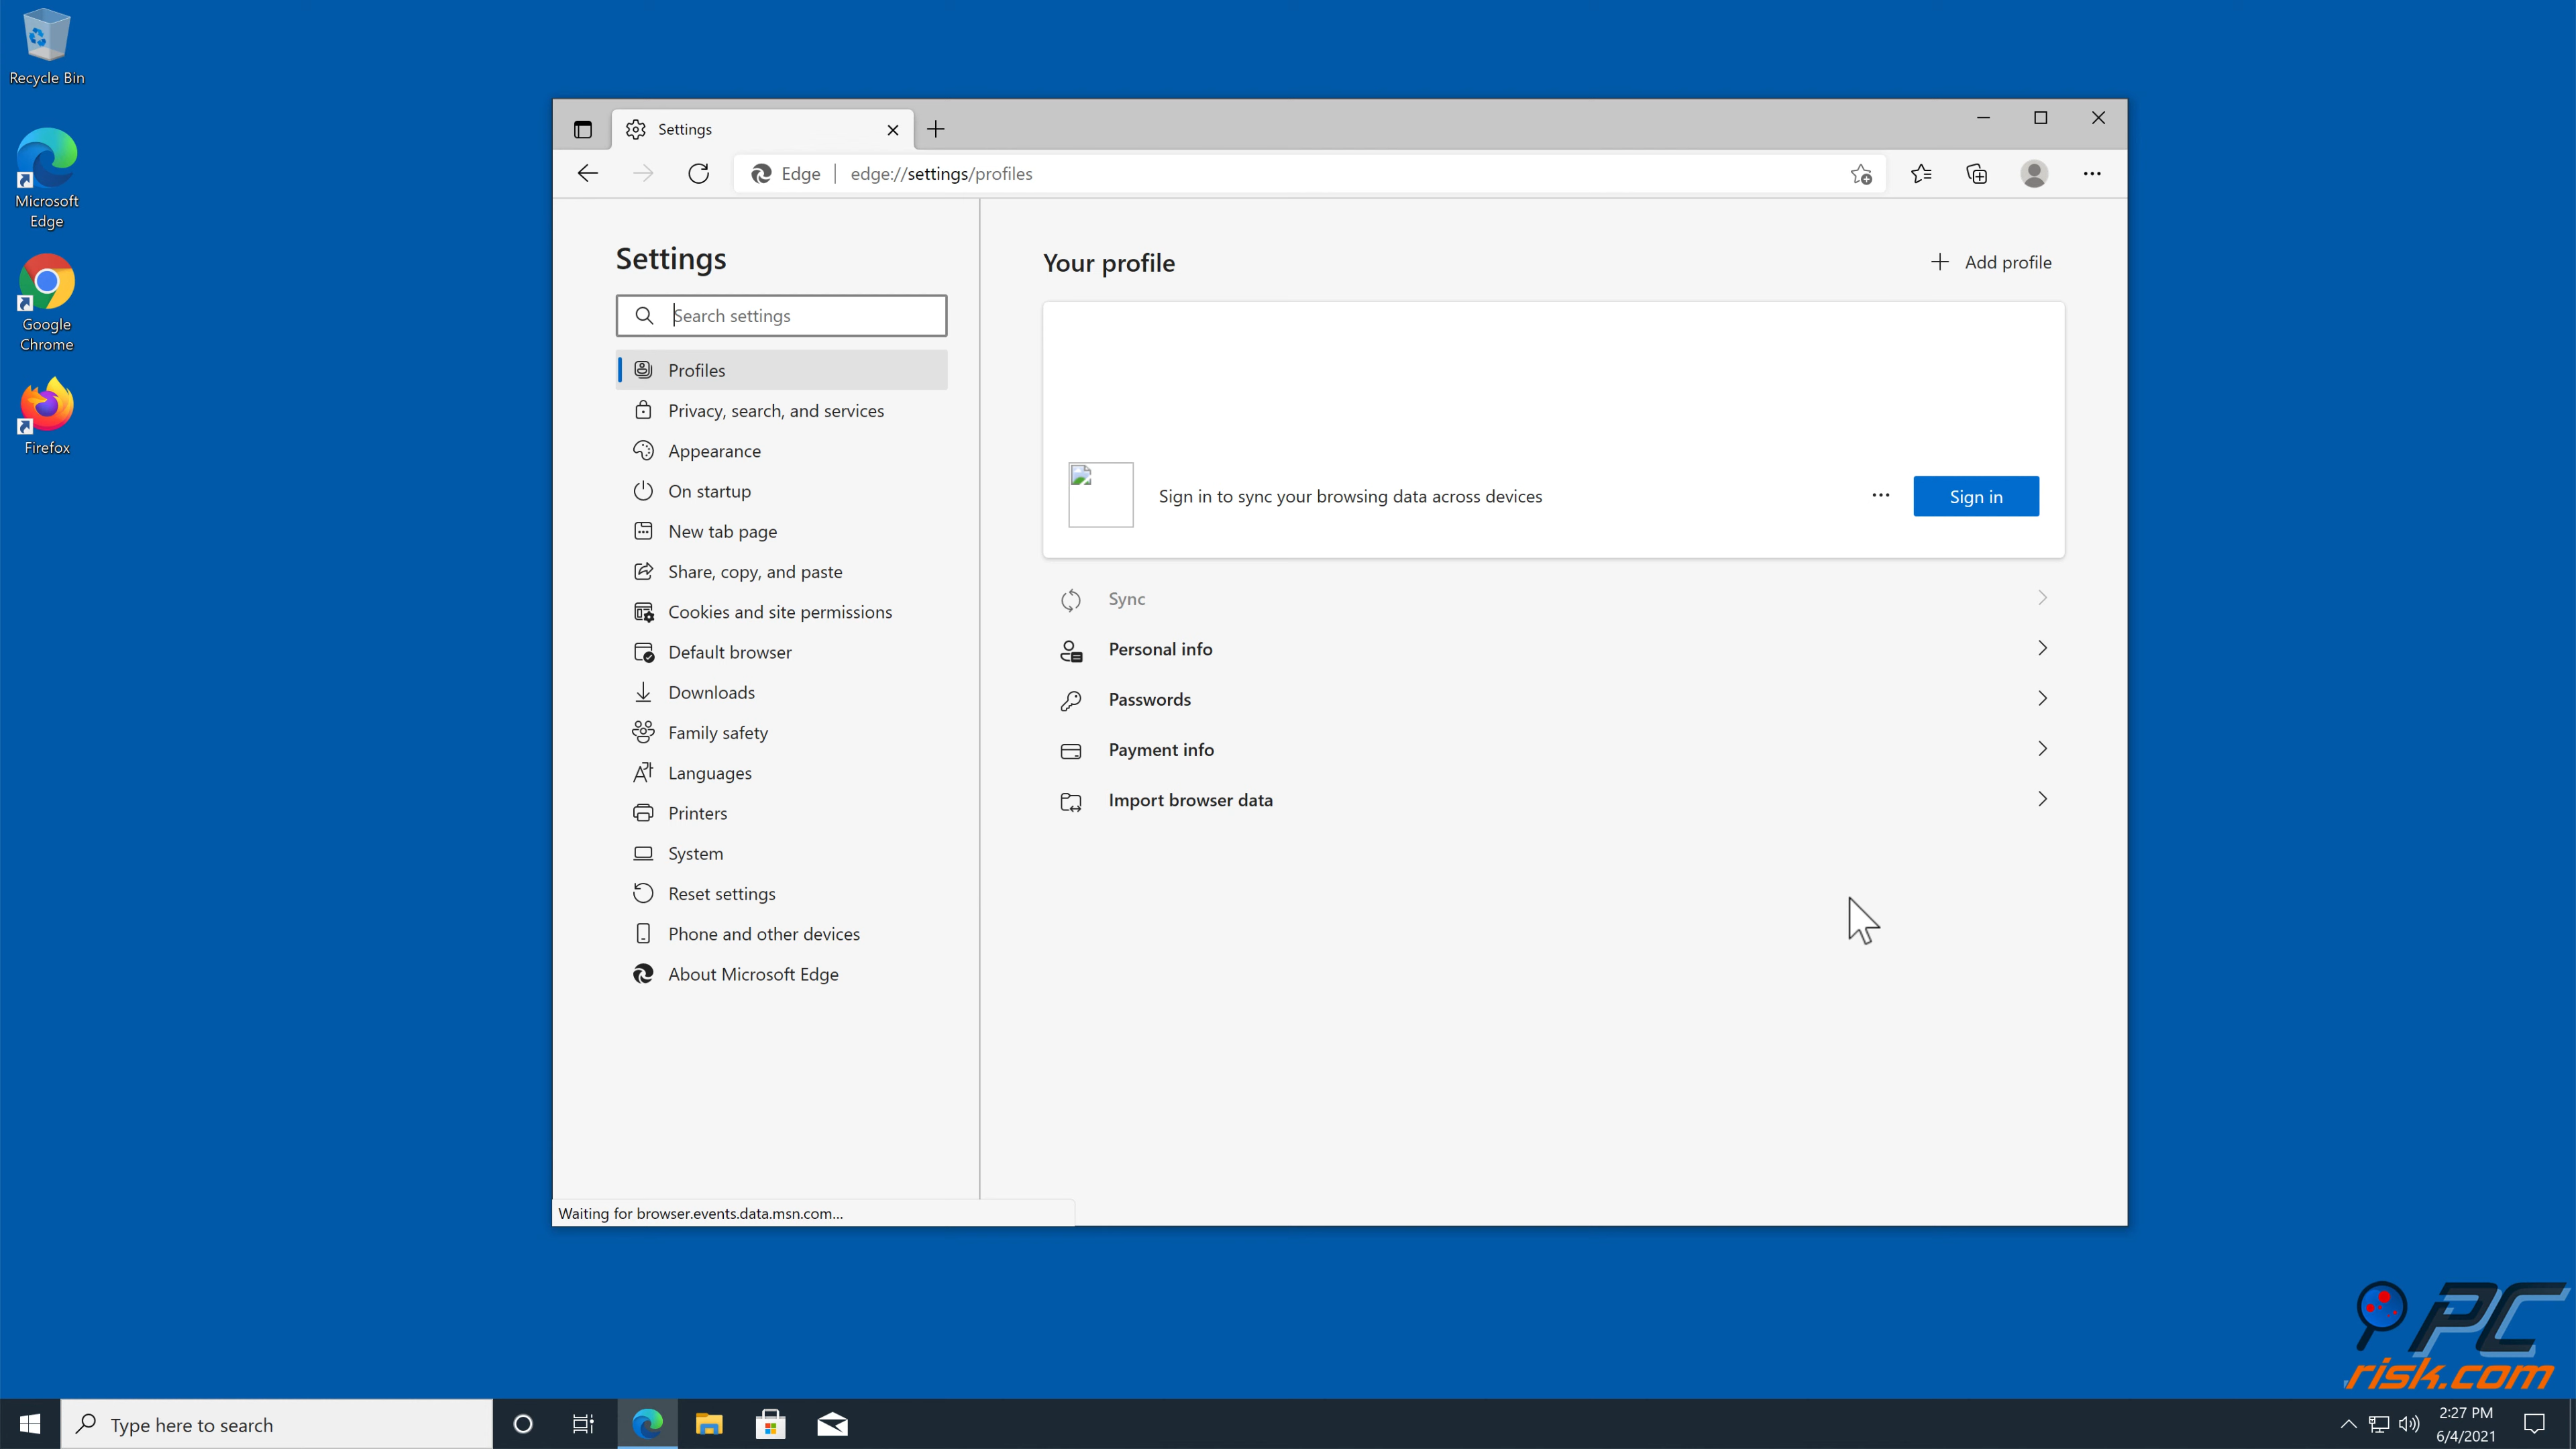 Recycle Bin
Microsoft
Edge
Google
Chrome
Firefox
Settings
Edge
edge://settings/profiles
Settings
Search settings
Profiles
Privacy, search, and services
Appearance
On startup
New tab page
Share, copy, and paste
Cookies and site permissions
Default browser
Downloads
Family safety
Languages
Printers
System
Reset settings
Phone and other devices
About Microsoft Edge
Your profile
Add profile
Sign in to sync your browsing data across devices
Sign in
Sync
Personal info
Passwords
Payment info
Import browser data
Waiting for browser.events.data.msn.com...
PC
risk.com
Type here to search
2:27 PM
6/4/2021